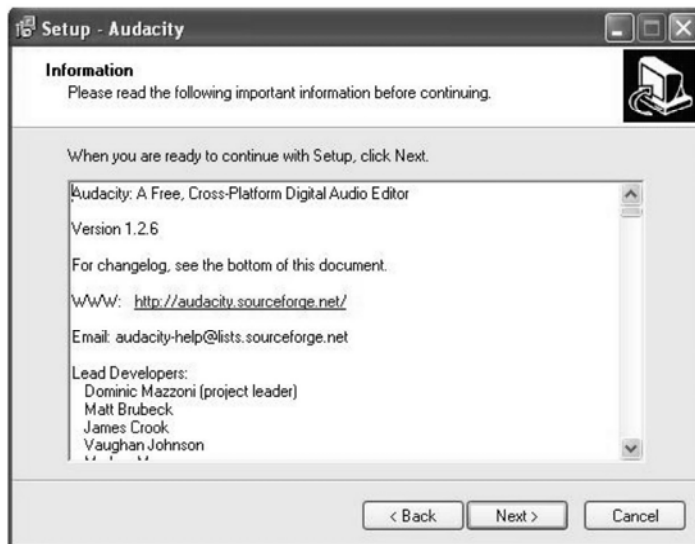 Setup - Audacity
Information
Please read the following important information before continuing.
When you are ready to continue with Setup, click Next.
Audacity: A Free, Cross-Platform Digital Audio Editor
Version 1.2.6
For changelog, see the bottom of this document.
WWW: http://audacity.sourceforge.net/
Email: audacity-help@lists.sourceforge.net
Lead Developers:
Dominic Mazzoni (project leader)
Matt Brubeck
James Crook
Vaughan Johnson
< Back
Next >
Cancel